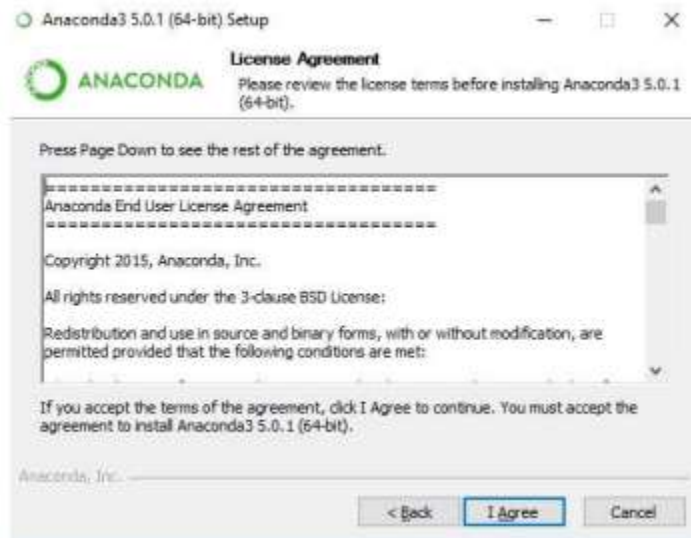 Anaconda3 5.0.1 (64-bit) Setup
ANACONDA
License Agreement
Please review the license terms before installing Anaconda3 5.0.1
(64-bit).
Press Page Down to see the rest of the agreement.
====================================
Anaconda End User License Agreement
====================================
Copyright 2015, Anaconda, Inc.
All rights reserved under the 3-clause BSD License:
Redistribution and use in source and binary forms, with or without modification, are
permitted provided that the following conditions are met:
If you accept the terms of the agreement, click I Agree to continue. You must accept the
agreement to install Anaconda3 5.0.1 (64-bit).
Anaconda, Inc.
< Back
I Agree
Cancel